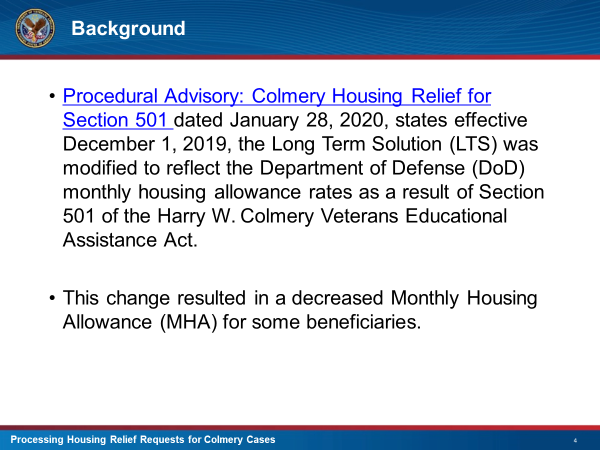 Background
• Procedural Advisory: Colmery Housing Relief for
Section 501 dated January 28, 2020, states effective
December 1, 2019, the Long Term Solution (LTS) was
modified to reflect the Department of Defense (DoD)
monthly housing allowance rates as a result of Section
501 of the Harry W. Colmery Veterans Educational
Assistance Act.
• This change resulted in a decreased Monthly Housing
Allowance (MHA) for some beneficiaries.
Processing Housing Relief Requests for Colmery Cases
4